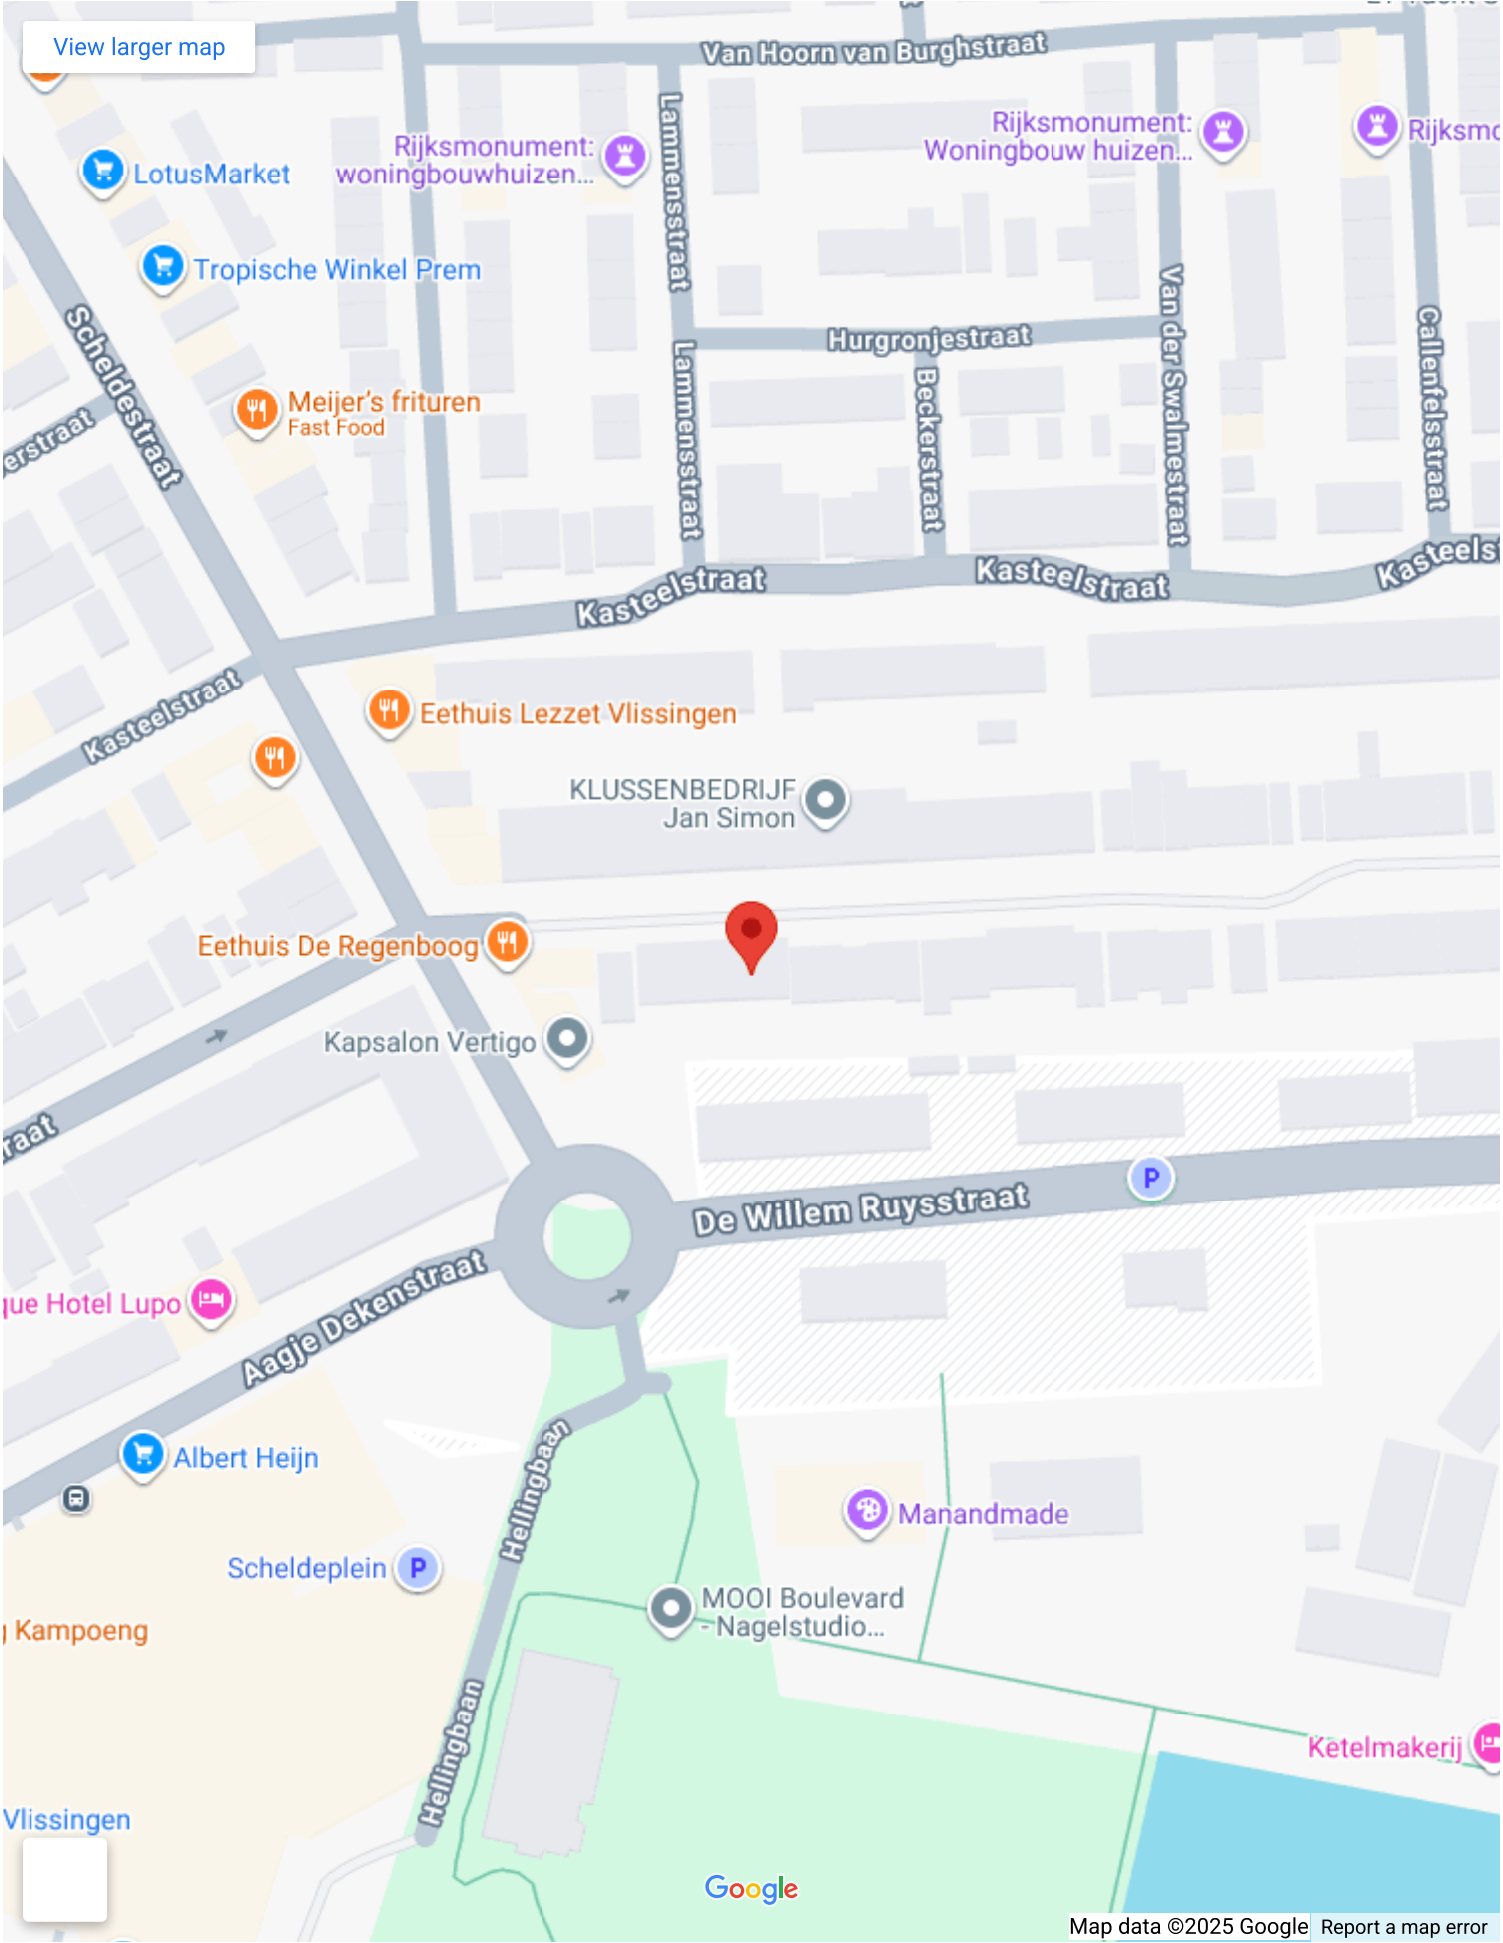 View larger map
Van Hoorn van Burghstraat
Lammensstraat
Rijksmonument:
woningbouwhuizen...
Rijksmonument:
Woningbouw huizen...
Rijksmo
LotusMarket
Tropische Winkel Prem
Scheldestraat
Hurgronjestraat
Van der Swalmestraat
Callenfelsstraat
Lammensstraat
Beckerstraat
Meijer's frituren
Fast Food
erstraat
Kasteelstraat
Kasteelstraat
Kasteelst
Kasteelstraat
Eethuis Lezzet Vlissingen
KLUSSENBEDRIJF
Jan Simon
Eethuis De Regenboog
Kapsalon Vertigo
raat
De Willem Ruysstraat
P
Aagje Dekenstraat
que Hotel Lupo
Albert Heijn
Hellingbaan
Manandmade
Scheldeplein
P
MOOI Boulevard
- Nagelstudio...
g Kampoeng
Hellingbaan
Ketelmakerij
Vlissingen
Google
Map data ©2025 Google
Report a map error